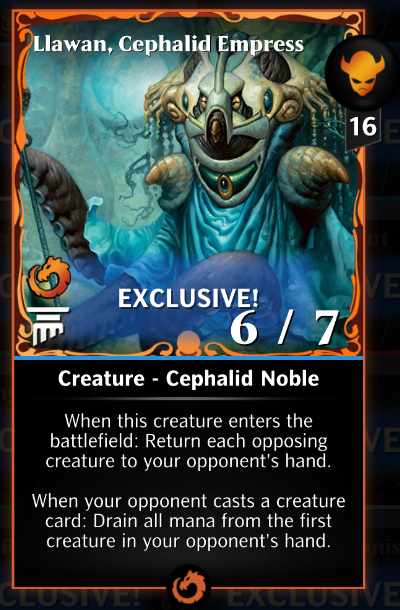 Llawan, Cephalid Empress
16
EXCLUSIVE!
6 / 7
Creature - Cephalid Noble
When this creature enters the
battlefield: Return each opposing
creature to your opponent's hand.
When your opponent casts a creature
card: Drain all mana from the first
creature in your opponent's hand.